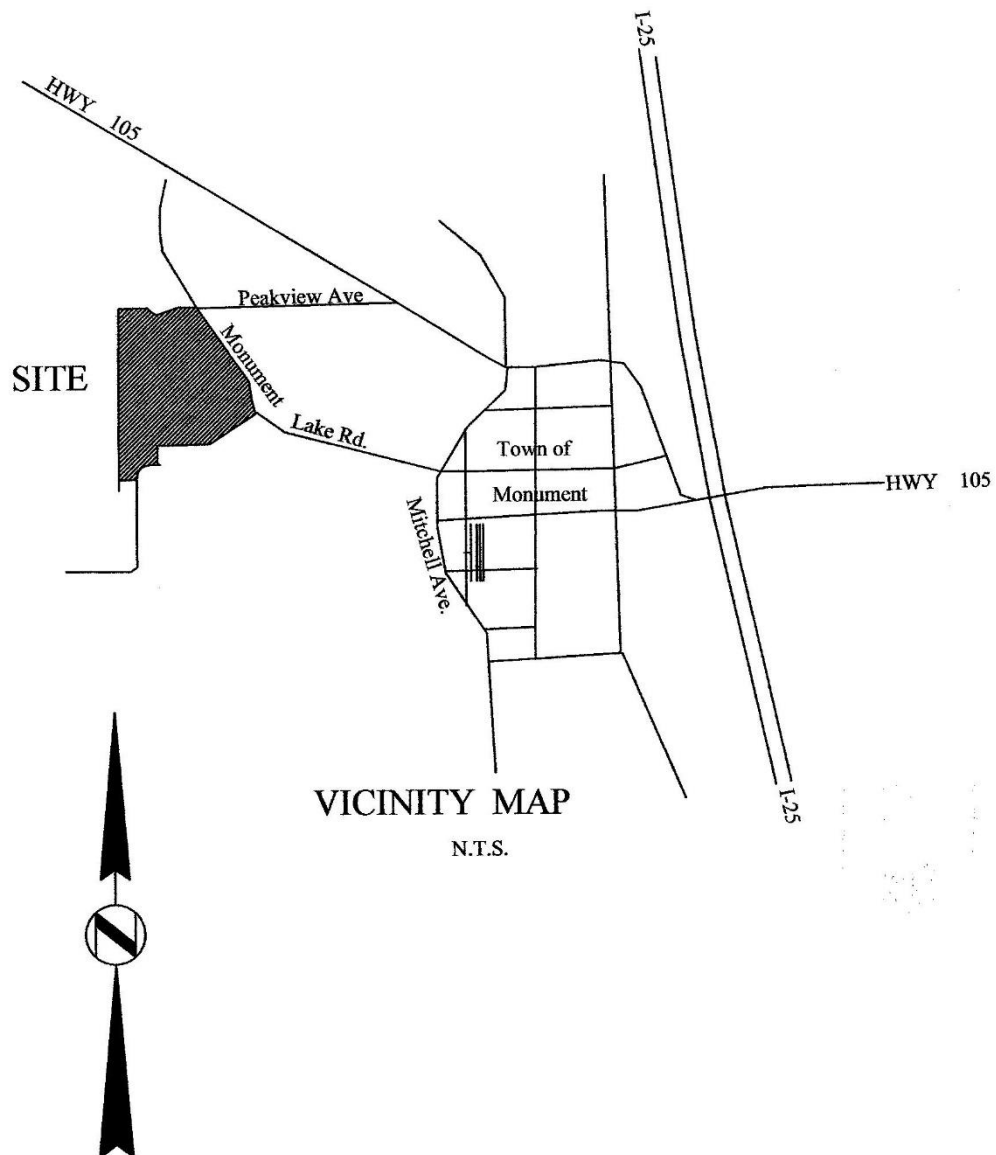 I-25
HWY 105
Peakview Ave
Monument
SITE
Lake Rd.
Town of
Monument
HWY 105
Mitchell Ave.
VICINITY MAP
I-25
N.T.S.
N